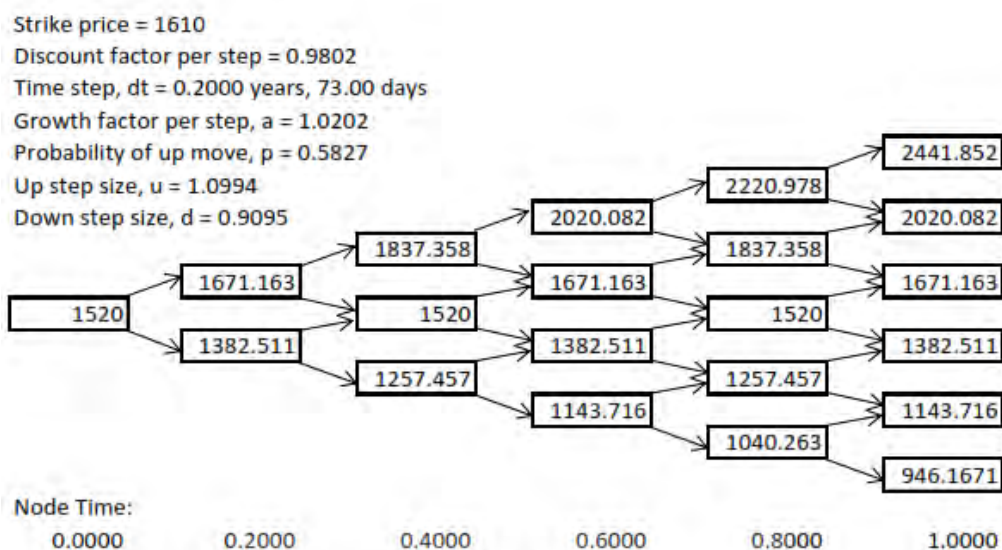 Strike price = 1610
Discount factor per step = 0.9802
Time step, dt = 0.2000 years, 73.00 days
Growth factor per step, a = 1.0202
Probability of up move, p = 0.5827
Up step size, u = 1.0994
Down step size, d = 0.9095
2441.852
2220.978
2020.082 2020.082
1837.358 1837.358
1671.163 1671.163 1671.163
1520 1520 1520
1382.511 1382.511 1382.511
1257.457 1257.457
1143.716 1143.716
1040.263
946.1671
Node Time:
0.0000 0.2000 0.4000 0.6000 0.8000 1.0000